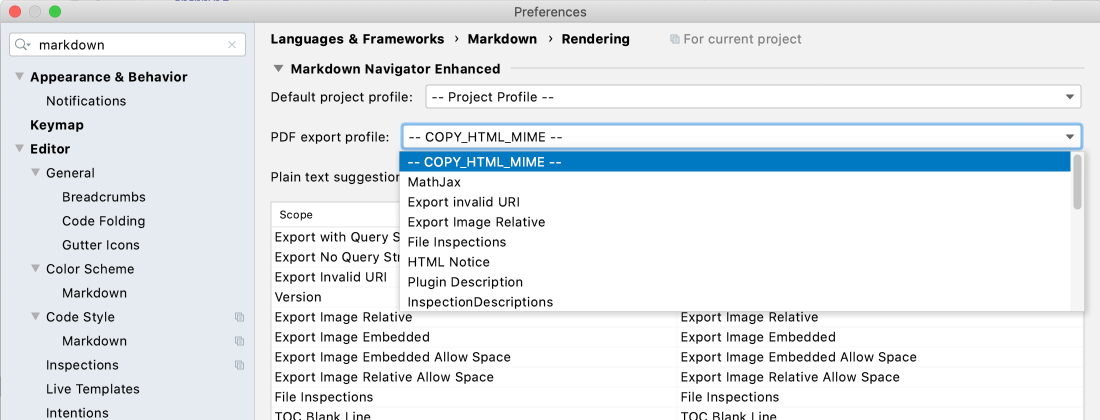 Preferences
markdown
Languages & Frameworks › Markdown › Rendering For current project
Appearance & Behavior
Notifications
Keymap
Editor
General
Breadcrumbs
Code Folding
Gutter Icons
Color Scheme
Markdown
Code Style
Markdown
Inspections
Live Templates
Intentions
Markdown Navigator Enhanced
Default project profile: -- Project Profile --
PDF export profile: -- COPY_HTML_MIME --
-- COPY_HTML_MIME --
MathJax
Export invalid URI
Export Image Relative
File Inspections
HTML Notice
Plugin Description
InspectionDescriptions
Plain text suggestion
Scope
Export with Query S
Export No Query Str
Export Invalid URI
Version
Export Image Relative Export Image Relative
Export Image Embedded Export Image Embedded
Export Image Embedded Allow Space Export Image Embedded Allow Space
Export Image Relative Allow Space Export Image Relative Allow Space
File Inspections File Inspections
TOC Blank Line TOC Blank Line